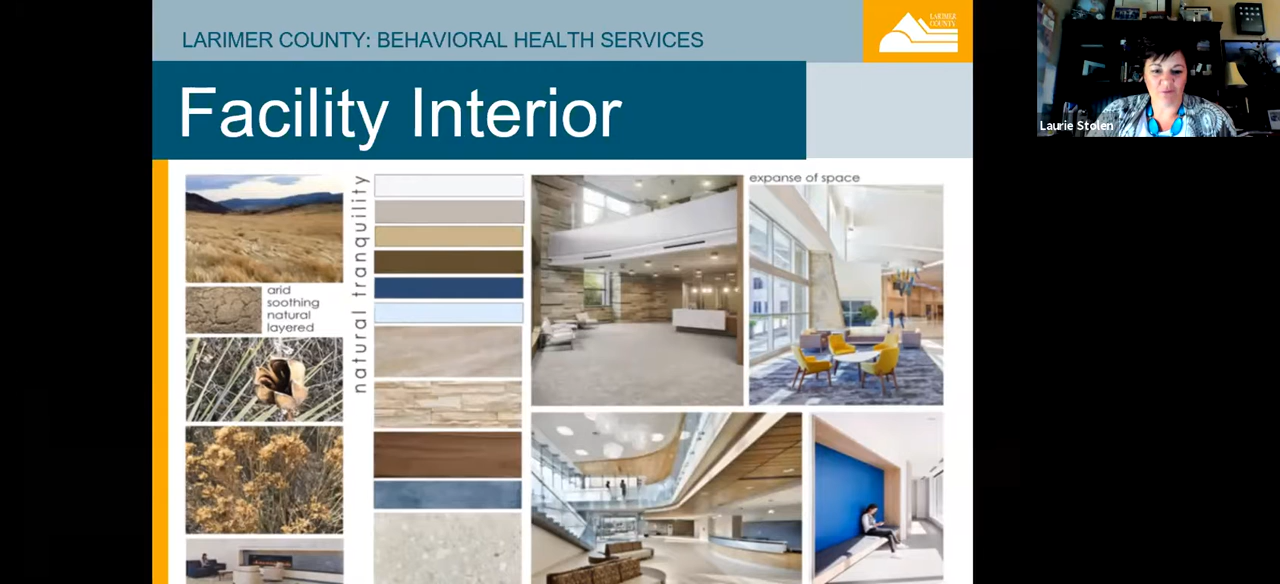 LARIMER COUNTY: BEHAVIORAL HEALTH SERVICES
LARIMER
COUNTY
Facility Interior
Laurie Stolen
natural tranquility
expanse of space
arid
soothing
natural
layered